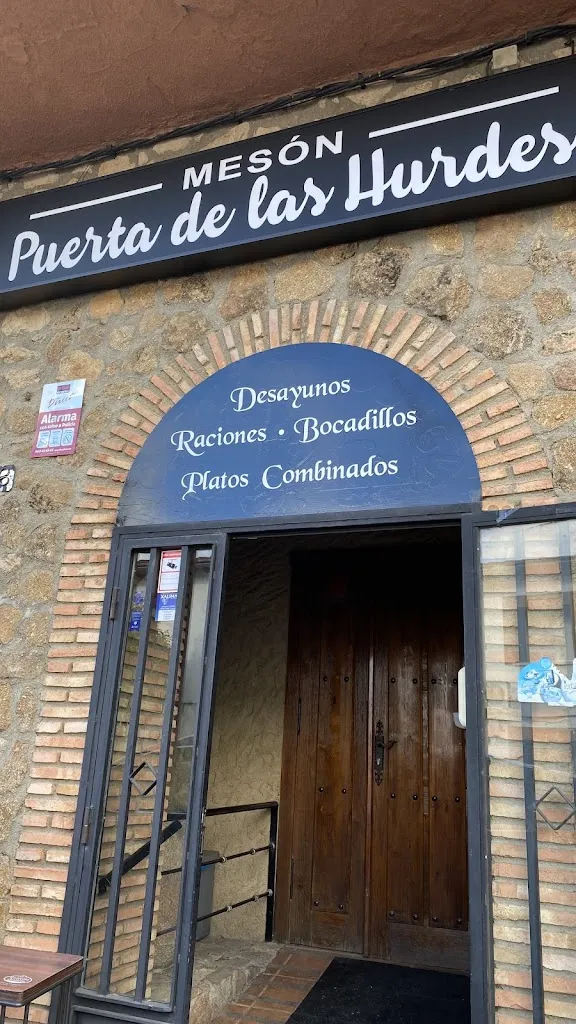 MESÓN
Puerta de las Hurdes
Desayunos
Raciones • Bocadillos
Platos Combinados
Alarma